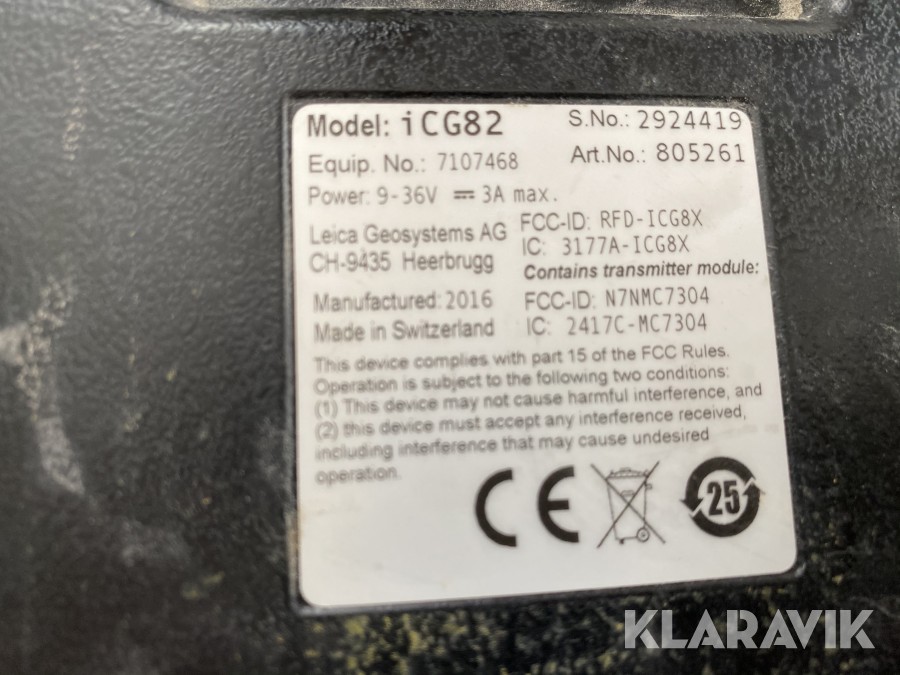 Model: iCG82 S.No.: 2924419
Equip. No.: 7107468 Art.No.: 805261
Power: 9-36V ⎓ 3A max.
Leica Geosystems AG FCC-ID: RFD-ICG8X
CH-9435 Heerbrugg IC: 3177A-ICG8X
Contains transmitter module:
Manufactured: 2016 FCC-ID: N7NMC7304
Made in Switzerland IC: 2417C-MC7304
This device complies with part 15 of the FCC Rules.
Operation is subject to the following two conditions:
(1) This device may not cause harmful interference, and
(2) this device must accept any interference received,
including interference that may cause undesired
operation.
CE 25
KLARAVIK